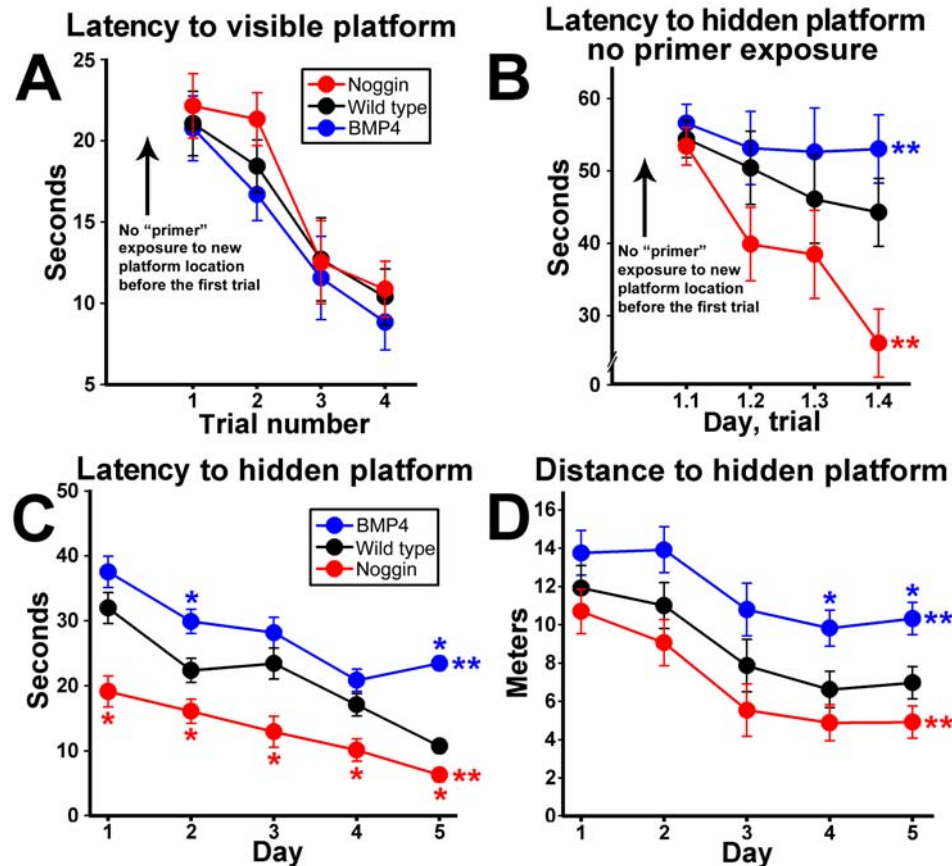 A
Latency to visible platform
25
20
15
10
5
Seconds
Noggin
Wild type
BMP4
No “primer”
exposure to new
platform location
before the first trial
1 2 3 4
Trial number
B
Latency to hidden platform
no primer exposure
60
50
40
30
0
Seconds
No “primer”
exposure to new
platform location
before the first trial
**
**
1.1 1.2 1.3 1.4
Day, trial
C
Latency to hidden platform
50
40
30
20
10
0
Seconds
BMP4
Wild type
Noggin
*
*
**
*
*
*
*
**
*
1 2 3 4 5
Day
D
Distance to hidden platform
16
14
12
10
8
6
4
2
0
Meters
* *
**
**
1 2 3 4 5
Day